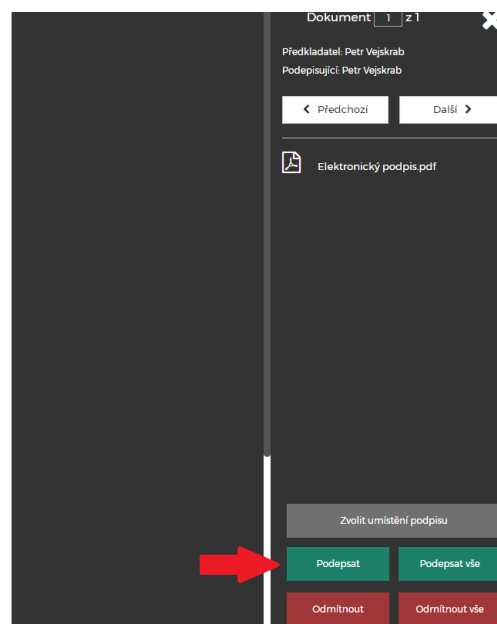 Dokument 1 z 1
Předkladatel: Petr Vejskrab
Podepisující: Petr Vejskrab
Předchozí Další
Elektronický podpis.pdf
Zvolit umístění podpisu
Podepsat Podepsat vše
Odmítnout Odmítnout vše